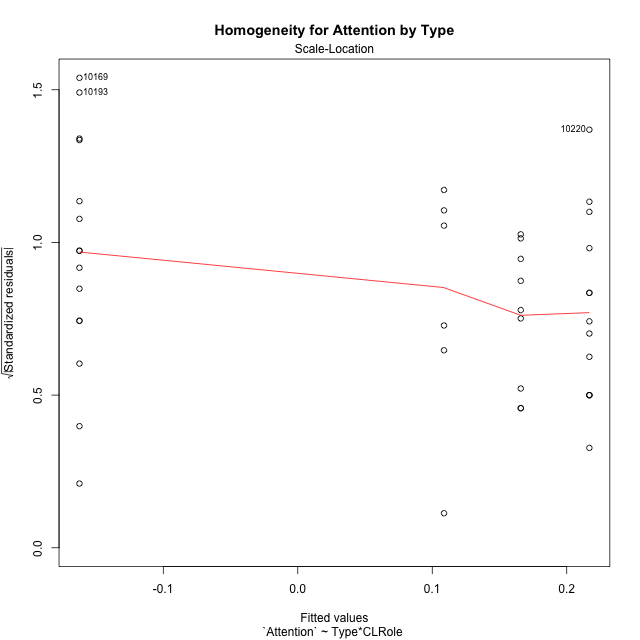 Homogeneity for Attention by Type
Scale-Location
10169
10193
10220
1.5
1.0
0.5
0.0
√|Standardized residuals|
-0.1
0.0
0.1
0.2
Fitted values
`Attention` ~ Type*CLRole